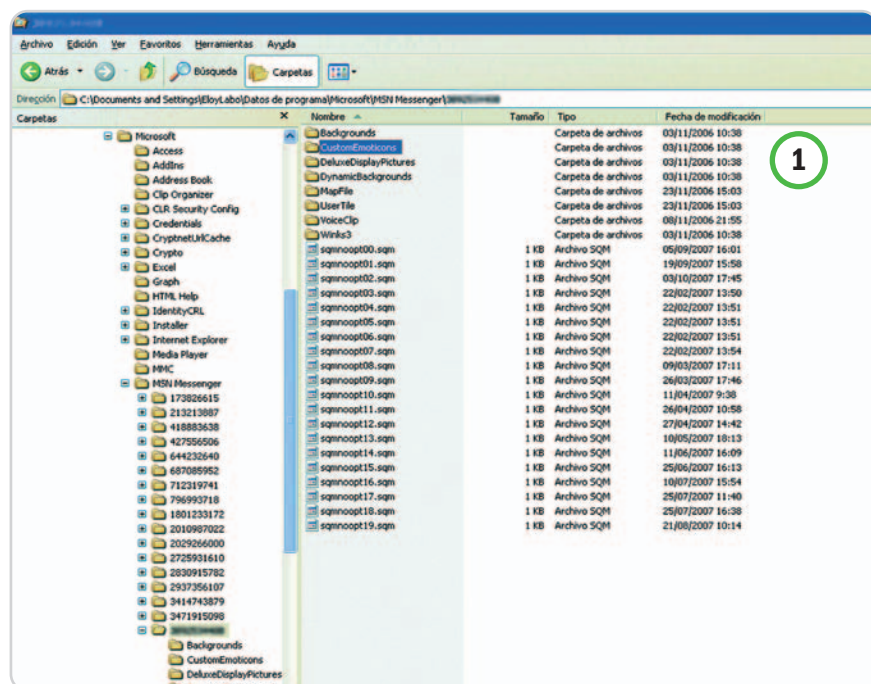 Archivo Edición Ver Favoritos Herramientas Ayuda
Atrás Búsqueda Carpetas
Dirección C:\Documents and Settings\EloyLabo\Datos de programa\Microsoft\MSN Messenger\
Carpetas
Microsoft
Access
AddIns
Address Book
Clip Organizer
CLR Security Config
Credentials
CryptnetUrlCache
Crypto
Excel
Graph
HTML Help
IdentityCRL
Installer
Internet Explorer
Media Player
MMC
MSN Messenger
173826615
213213887
418883638
427556506
644232640
687085952
712319741
796993718
1801233172
2010987022
2029266000
2725931610
2830915782
2937356107
3414743879
3471915098
Backgrounds
CustomEmoticons
DeluxeDisplayPictures
Nombre Tamaño Tipo Fecha de modificación
Backgrounds Carpeta de archivos 03/11/2006 10:38
CustomEmoticons Carpeta de archivos 03/11/2006 10:38
DeluxeDisplayPictures Carpeta de archivos 03/11/2006 10:38
DynamicBackgrounds Carpeta de archivos 03/11/2006 10:38
MapFile Carpeta de archivos 23/11/2006 15:03
UserTile Carpeta de archivos 23/11/2006 15:03
VoiceClip Carpeta de archivos 08/11/2006 21:55
Winks3 Carpeta de archivos 03/11/2006 10:38
sqmnoopt00.sqm 1 KB Archivo SQM 05/09/2007 16:01
sqmnoopt01.sqm 1 KB Archivo SQM 19/09/2007 15:58
sqmnoopt02.sqm 1 KB Archivo SQM 03/10/2007 17:45
sqmnoopt03.sqm 1 KB Archivo SQM 22/02/2007 13:50
sqmnoopt04.sqm 1 KB Archivo SQM 22/02/2007 13:51
sqmnoopt05.sqm 1 KB Archivo SQM 22/02/2007 13:51
sqmnoopt06.sqm 1 KB Archivo SQM 22/02/2007 13:51
sqmnoopt07.sqm 1 KB Archivo SQM 22/02/2007 13:54
sqmnoopt08.sqm 1 KB Archivo SQM 09/03/2007 17:11
sqmnoopt09.sqm 1 KB Archivo SQM 26/03/2007 17:46
sqmnoopt10.sqm 1 KB Archivo SQM 11/04/2007 9:38
sqmnoopt11.sqm 1 KB Archivo SQM 26/04/2007 10:58
sqmnoopt12.sqm 1 KB Archivo SQM 27/04/2007 14:42
sqmnoopt13.sqm 1 KB Archivo SQM 10/05/2007 18:13
sqmnoopt14.sqm 1 KB Archivo SQM 11/06/2007 16:09
sqmnoopt15.sqm 1 KB Archivo SQM 25/06/2007 16:13
sqmnoopt16.sqm 1 KB Archivo SQM 10/07/2007 15:54
sqmnoopt17.sqm 1 KB Archivo SQM 25/07/2007 11:40
sqmnoopt18.sqm 1 KB Archivo SQM 25/07/2007 16:38
sqmnoopt19.sqm 1 KB Archivo SQM 21/08/2007 10:14
1